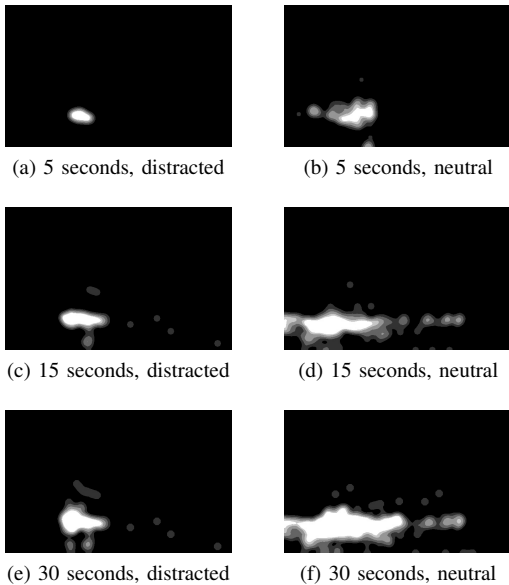 (a) 5 seconds, distracted
(b) 5 seconds, neutral
(c) 15 seconds, distracted
(d) 15 seconds, neutral
(e) 30 seconds, distracted
(f) 30 seconds, neutral